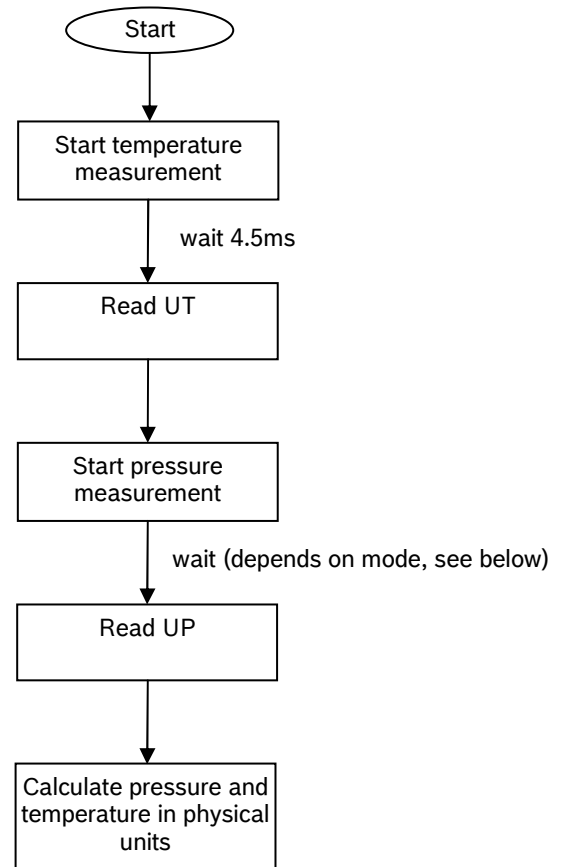 Start
Start temperature
measurement
wait 4.5ms
Read UT
Start pressure
measurement
wait (depends on mode, see below)
Read UP
Calculate pressure and
temperature in physical
units